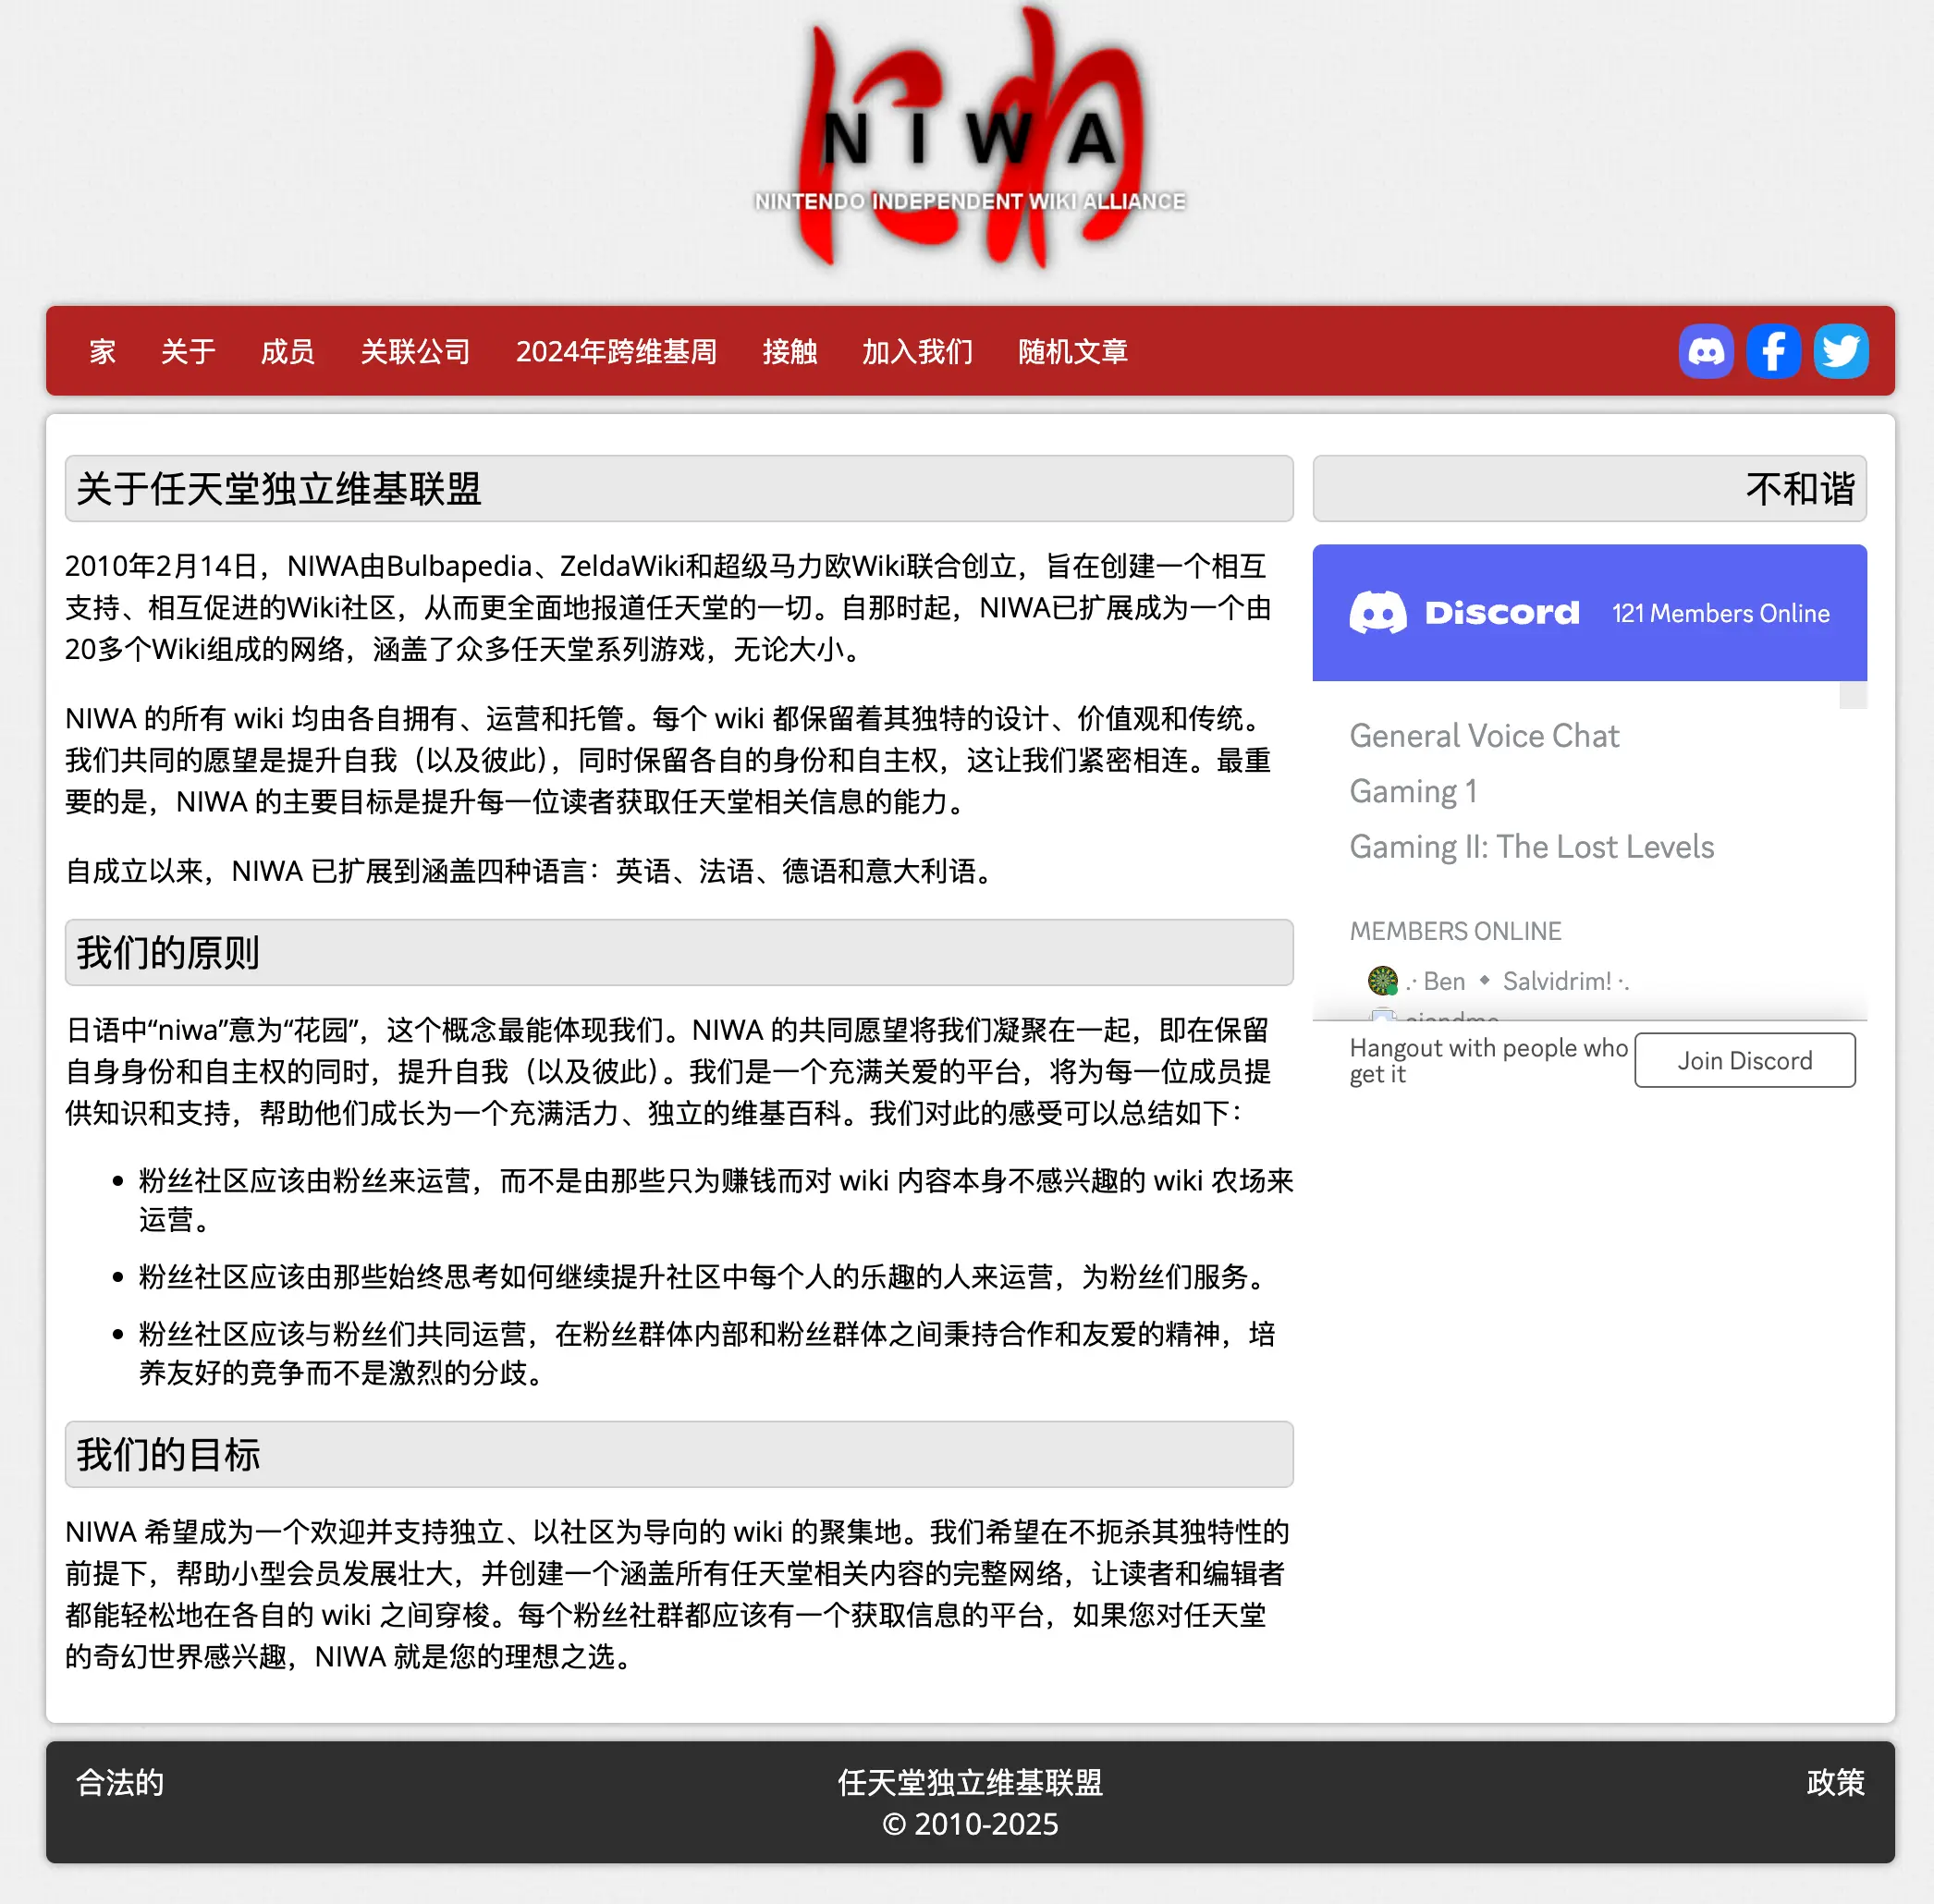 にわ
N I W A
NINTENDO INDEPENDENT WIKI ALLIANCE
家 关于 成员 关联公司 2024年跨维基周 接触 加入我们 随机文章
关于任天堂独立维基联盟
2010年2月14日，NIWA由Bulbapedia、ZeldaWiki和超级马力欧Wiki联合创立，旨在创建一个相互
支持、相互促进的Wiki社区，从而更全面地报道任天堂的一切。自那时起，NIWA已扩展成为一个由
20多个Wiki组成的网络，涵盖了众多任天堂系列游戏，无论大小。
NIWA 的所有 wiki 均由各自拥有、运营和托管。每个 wiki 都保留着其独特的设计、价值观和传统。
我们共同的愿望是提升自我（以及彼此），同时保留各自的身份和自主权，这让我们紧密相连。最重
要的是，NIWA 的主要目标是提升每一位读者获取任天堂相关信息的能力。
自成立以来，NIWA 已扩展到涵盖四种语言：英语、法语、德语和意大利语。
我们的原则
日语中“niwa”意为“花园”，这个概念最能体现我们。NIWA 的共同愿望将我们凝聚在一起，即在保留
自身身份和自主权的同时，提升自我（以及彼此）。我们是一个充满关爱的平台，将为每一位成员提
供知识和支持，帮助他们成长为一个充满活力、独立的维基百科。我们对此的感受可以总结如下：
• 粉丝社区应该由粉丝来运营，而不是由那些只为赚钱而对 wiki 内容本身不感兴趣的 wiki 农场来
运营。
• 粉丝社区应该由那些始终思考如何继续提升社区中每个人的乐趣的人来运营，为粉丝们服务。
• 粉丝社区应该与粉丝们共同运营，在粉丝群体内部和粉丝群体之间秉持合作和友爱的精神，培
养友好的竞争而不是激烈的分歧。
我们的目标
NIWA 希望成为一个欢迎并支持独立、以社区为导向的 wiki 的聚集地。我们希望在不扼杀其独特性的
前提下，帮助小型会员发展壮大，并创建一个涵盖所有任天堂相关内容的完整网络，让读者和编辑者
都能轻松地在各自的 wiki 之间穿梭。每个粉丝社群都应该有一个获取信息的平台，如果您对任天堂
的奇幻世界感兴趣，NIWA 就是您的理想之选。
不和谐
Discord 121 Members Online
General Voice Chat
Gaming 1
Gaming II: The Lost Levels
MEMBERS ONLINE
.· Ben 🔹 Salvidrim! ·.
Hangout with people who
get it
Join Discord
合法的
任天堂独立维基联盟
© 2010-2025
政策